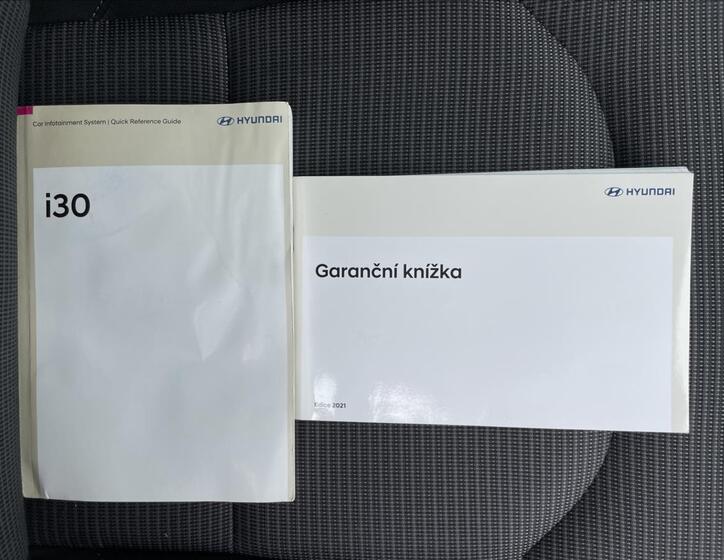 Car Infotainment System | Quick Reference Guide
HYUNDAI
i30
HYUNDAI
Garanční knížka
Edice 2021